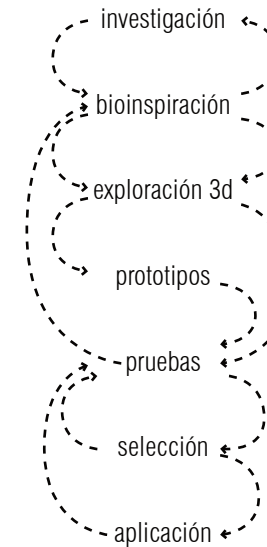 investigación
bioinspiración
exploración 3d
prototipos
pruebas
selección
aplicación